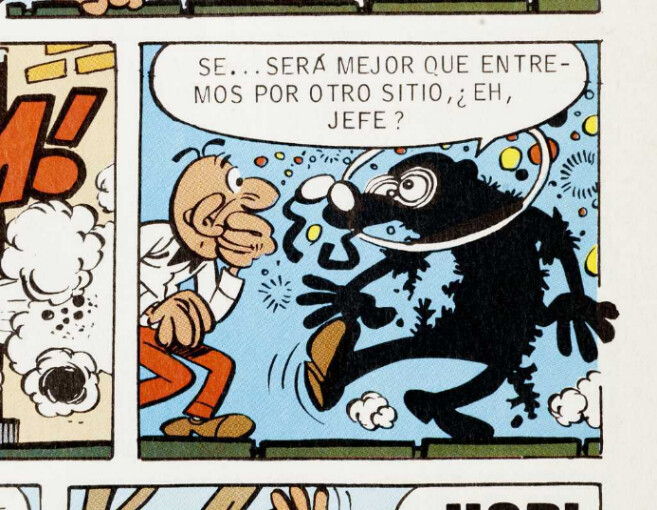 M!
SE...SERÁ MEJOR QUE ENTRE-
MOS POR OTRO SITIO,¿EH,
JEFE?